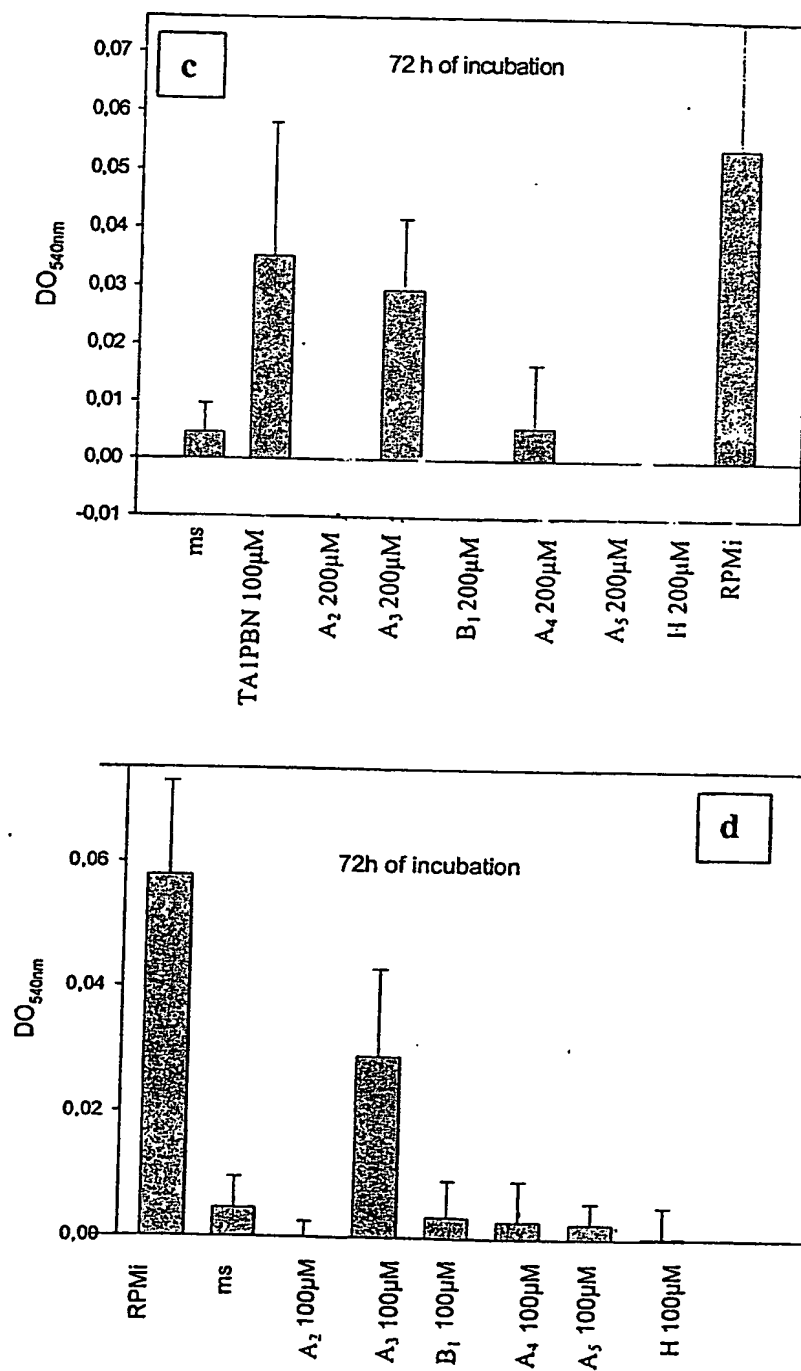 c
72 h of incubation
0,07
0,06
0,05
0,04
0,03
0,02
0,01
0,00
-0,01
DO540nm
ms
TA1PBN 100µM
A2 200µM
A3 200µM
B1 200µM
A4 200µM
A5 200µM
H 200µM
RPMi
d
72h of incubation
0,06
0,04
0,02
0,00
DO540nm
RPMi
ms
A2 100µM
A3 100µM
B1 100µM
A4 100µM
A5 100µM
H 100µM